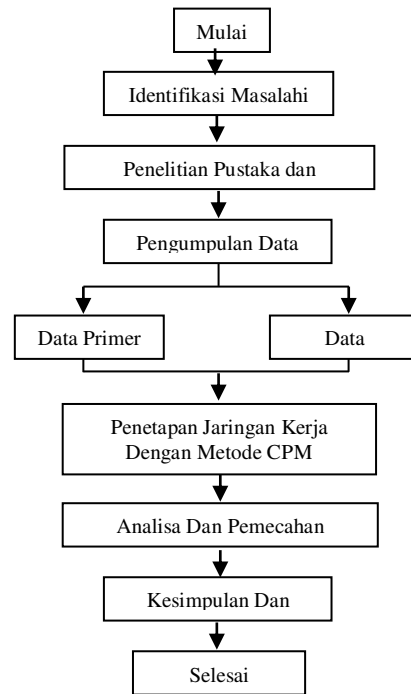 Mulai
Identifikasi Masalahi
Penelitian Pustaka dan
Pengumpulan Data
Data Primer
Data
Penetapan Jaringan Kerja
Dengan Metode CPM
Analisa Dan Pemecahan
Kesimpulan Dan
Selesai